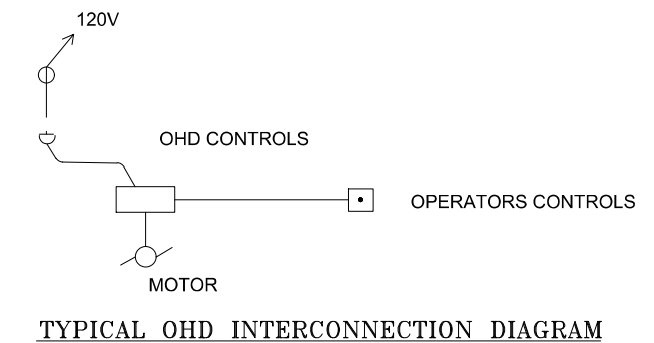 120V
OHD CONTROLS
OPERATORS CONTROLS
MOTOR
TYPICAL OHD INTERCONNECTION DIAGRAM